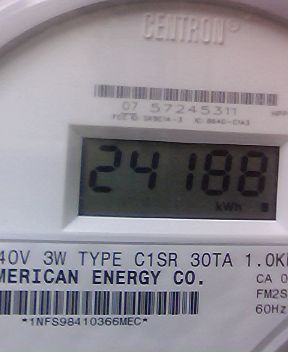 CENTRON®
07 57245311
24188
kWh
40V 3W TYPE C1SR 30TA 1.0K
MERICAN ENERGY CO.
CA 0
FM2S
60Hz
*1NFS98410366MEC*